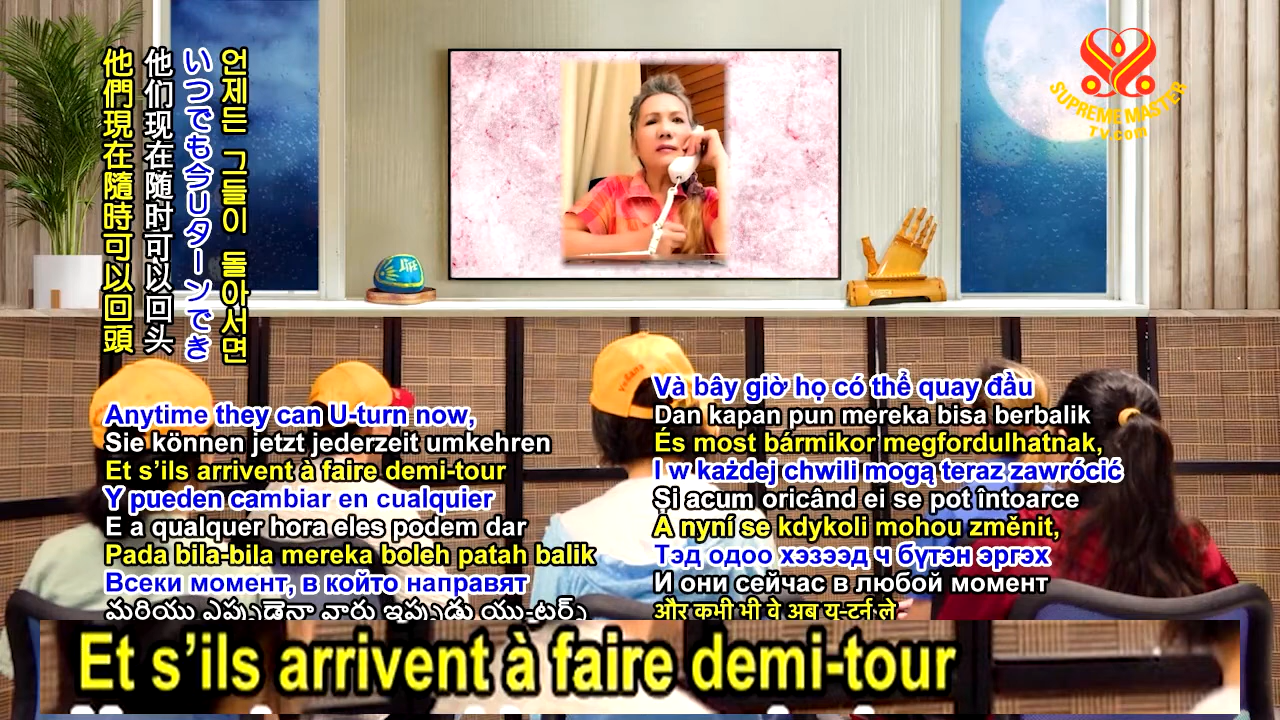 他們現在隨時可以回頭
他们现在随时可以回头
いつでも今Uターンでき
언제든 그들이 돌아서면
SUPREME MASTER
TV.com
Anytime they can U-turn now,
Sie können jetzt jederzeit umkehren
Et s’ils arrivent à faire demi-tour
Y pueden cambiar en cualquier
E a qualquer hora eles podem dar
Pada bila-bila mereka boleh patah balik
Всеки момент, в който направят
మరియు ఎప్పుడైనా వారు ఇప్పుడు యు-టర్న్
Và bây giờ họ có thể quay đầu
Dan kapan pun mereka bisa berbalik
És most bármikor megfordulhatnak,
I w każdej chwili mogą teraz zawrócić
Și acum oricând ei se pot întoarce
A nyní se kdykoli mohou změnit,
Тэд одоо хэзээд ч бүтэн эргэх
И они сейчас в любой момент
और कभी भी वे अब यू-टर्न ले
Et s’ils arrivent à faire demi-tour